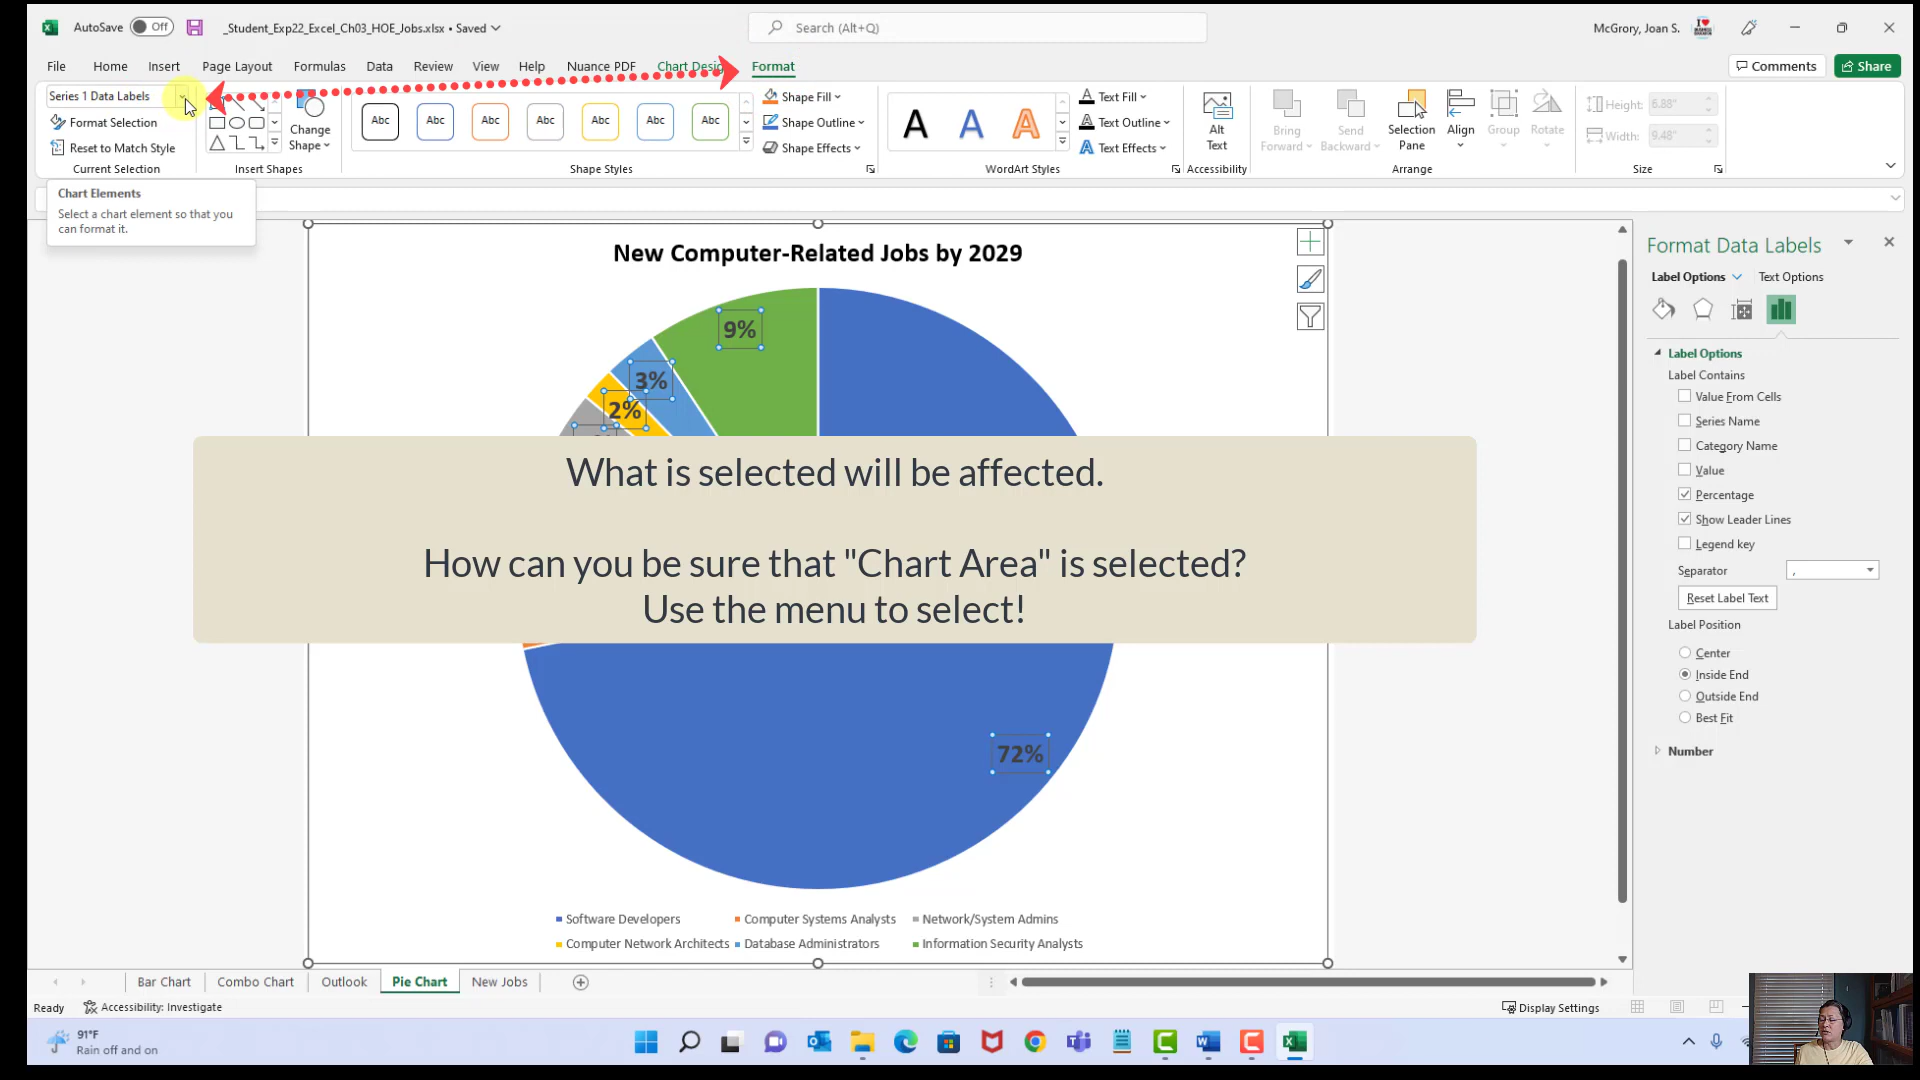 AutoSave Off _Student_Exp22_Excel_Ch03_HOE_Jobs.xlsx • Saved Search (Alt+Q) McGrory, Joan S.
File Home Insert Page Layout Formulas Data Review View Help Nuance PDF Chart Desig Format Comments Share
Series 1 Data Labels
Format Selection
Reset to Match Style
Current Selection
Change
Shape
Insert Shapes
Abc Abc Abc Abc Abc Abc Abc
Shape Fill
Shape Outline
Shape Effects
Shape Styles
A A A
Text Fill
Text Outline
Text Effects
WordArt Styles
Alt
Text
Accessibility
Bring
Forward
Send
Backward
Selection
Pane
Align
Group
Rotate
Arrange
Height: 6.88"
Width: 9.48"
Size
Chart Elements
Select a chart element so that you
can format it.
New Computer-Related Jobs by 2029
9%
3%
2%
What is selected will be affected.
How can you be sure that "Chart Area" is selected?
Use the menu to select!
72%
Software Developers Computer Systems Analysts Network/System Admins
Computer Network Architects Database Administrators Information Security Analysts
Format Data Labels
Label Options Text Options
Label Options
Label Contains
Value From Cells
Series Name
Category Name
Value
Percentage
Show Leader Lines
Legend key
Separator ,
Reset Label Text
Label Position
Center
Inside End
Outside End
Best Fit
Number
Bar Chart Combo Chart Outlook Pie Chart New Jobs
Ready Accessibility: Investigate Display Settings
91°F
Rain off and on